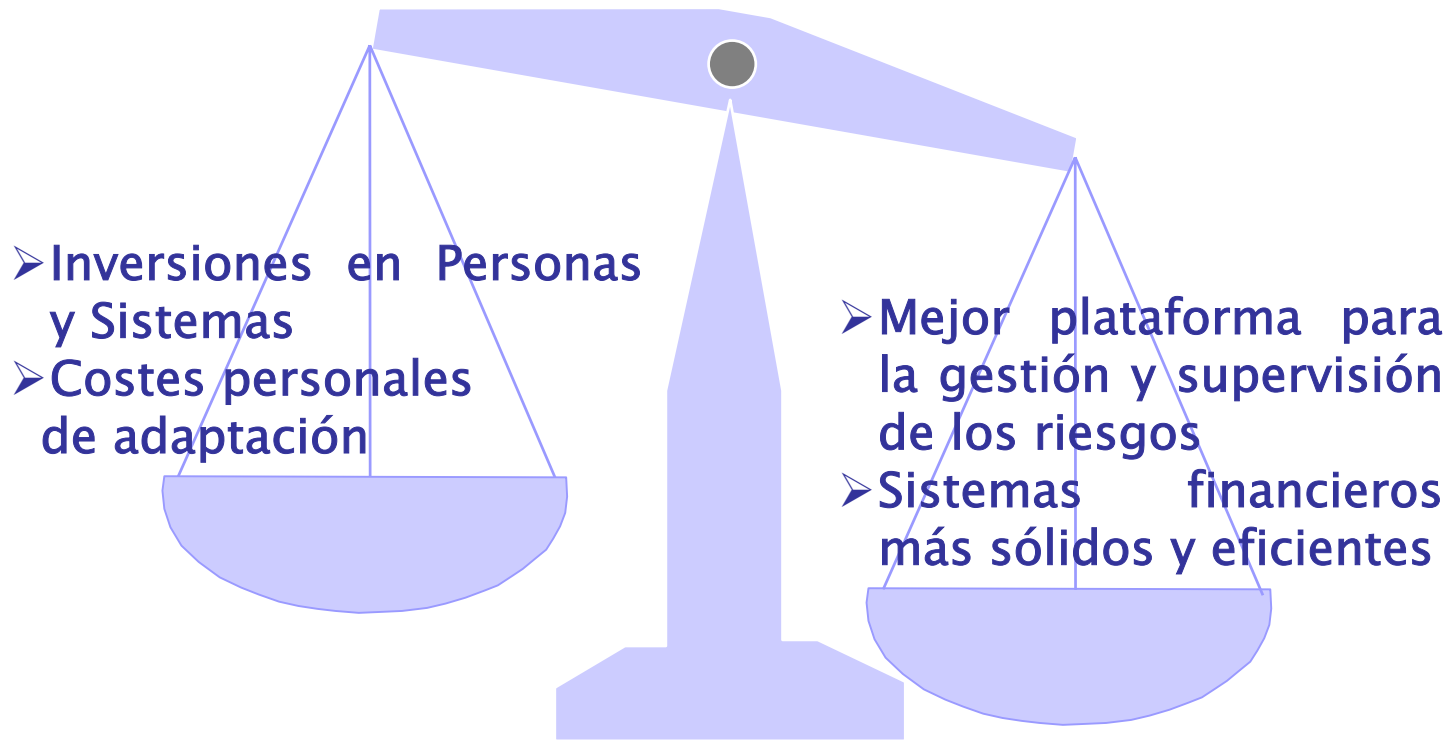 ➢Inversiones en Personas
y Sistemas
➢Costes personales
de adaptación
➢Mejor plataforma para
la gestión y supervisión
de los riesgos
➢Sistemas financieros
más sólidos y eficientes